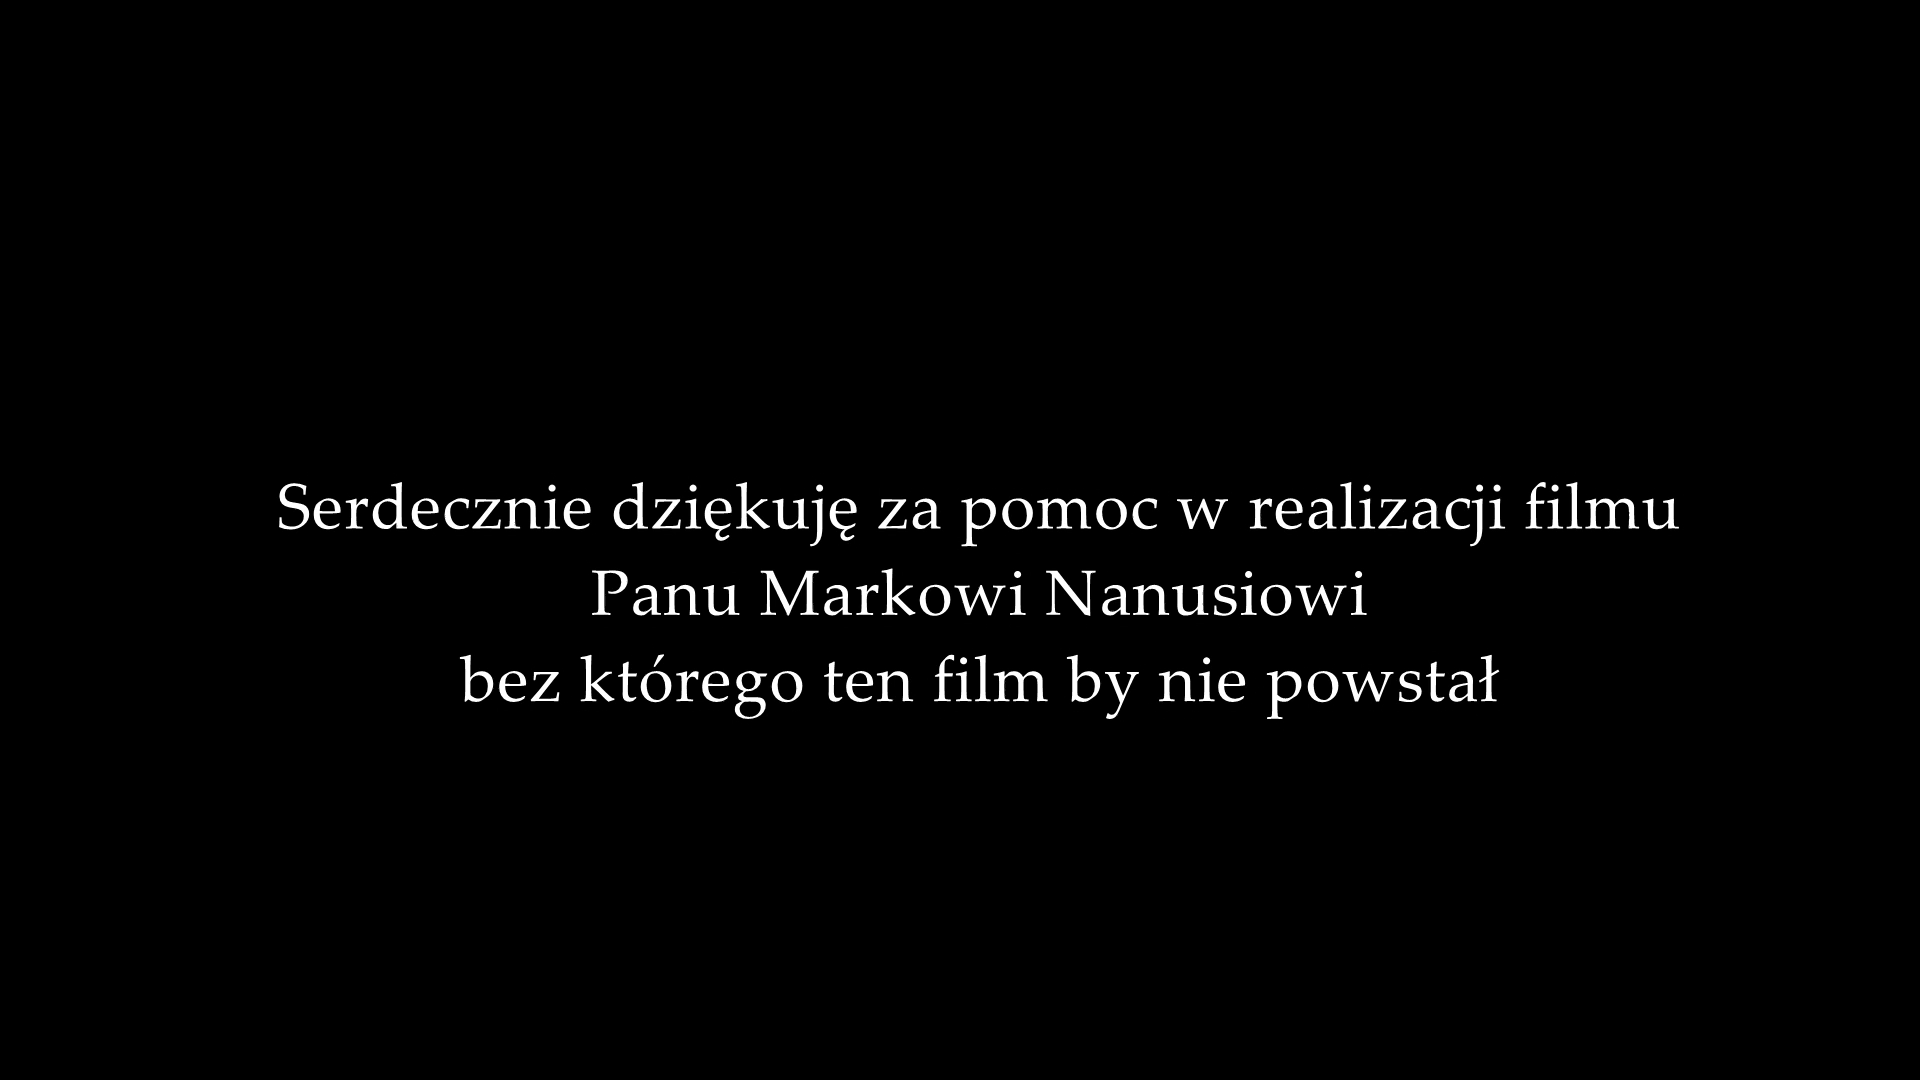 Serdecznie dziękuję za pomoc w realizacji filmu
Panu Markowi Nanusiowi
bez którego ten film by nie powstał